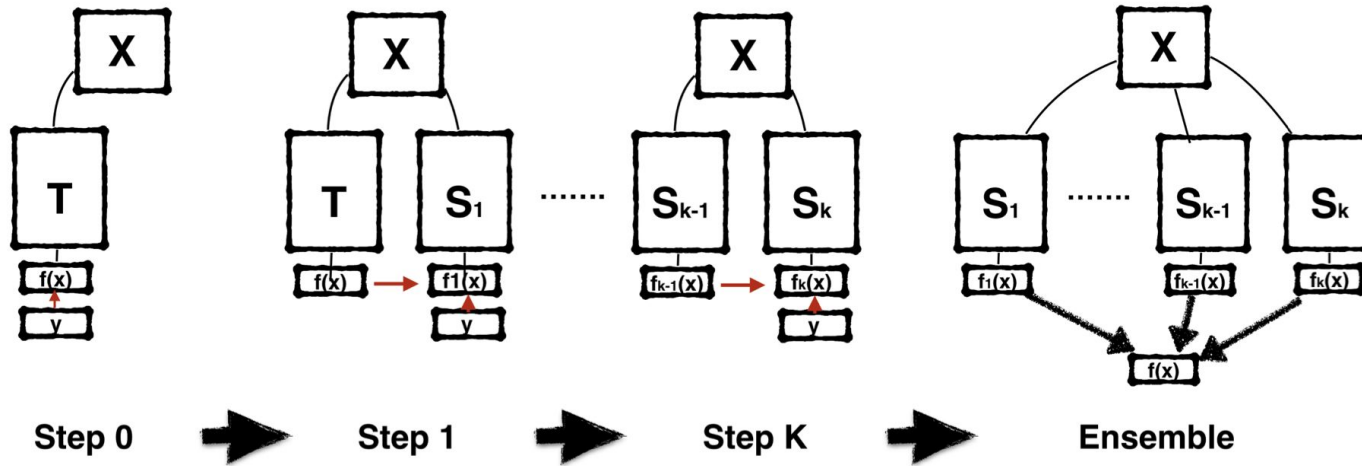 X X X X
T T S1 ....... Sk-1 Sk S1 ....... Sk-1 Sk
f(x) f(x) f1(x) fk-1(x) fk(x) f1(x) fk-1(x) fk(x)
y y y
f(x)
Step 0 Step 1 Step K Ensemble